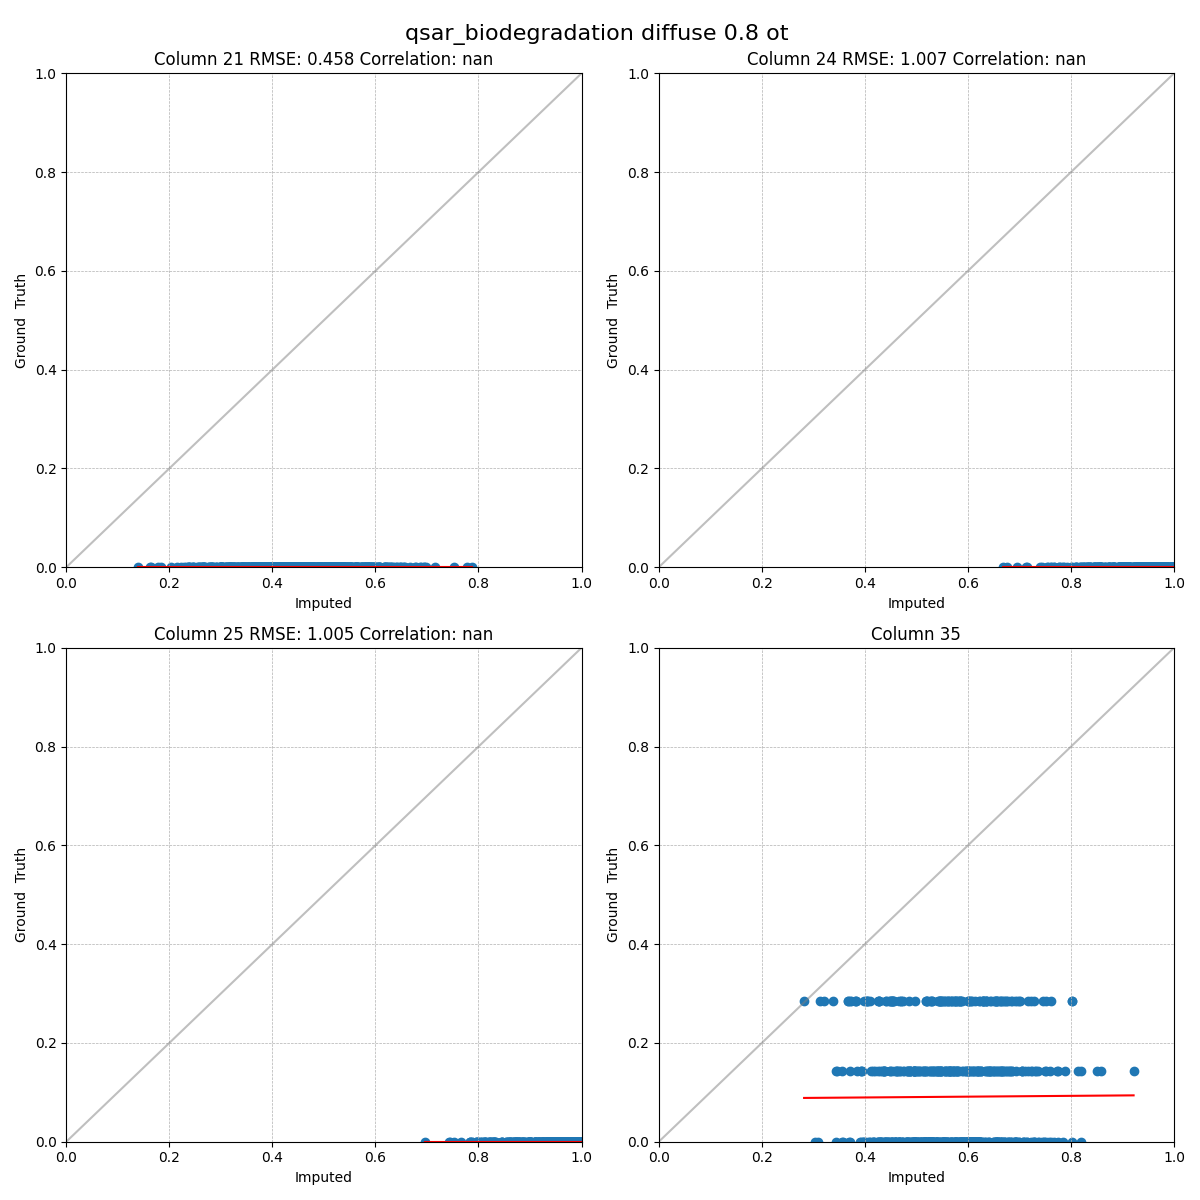 qsar_biodegradation diffuse 0.8 ot
Column 21 RMSE: 0.458 Correlation: nan
1.0
0.8
0.6
0.4
0.2
0.0
Ground Truth
0.0 0.2 0.4 0.6 0.8 1.0
Imputed
Column 24 RMSE: 1.007 Correlation: nan
1.0
0.8
0.6
0.4
0.2
0.0
Ground Truth
0.0 0.2 0.4 0.6 0.8 1.0
Imputed
Column 25 RMSE: 1.005 Correlation: nan
1.0
0.8
0.6
0.4
0.2
0.0
Ground Truth
0.0 0.2 0.4 0.6 0.8 1.0
Imputed
Column 35
1.0
0.8
0.6
0.4
0.2
0.0
Ground Truth
0.0 0.2 0.4 0.6 0.8 1.0
Imputed